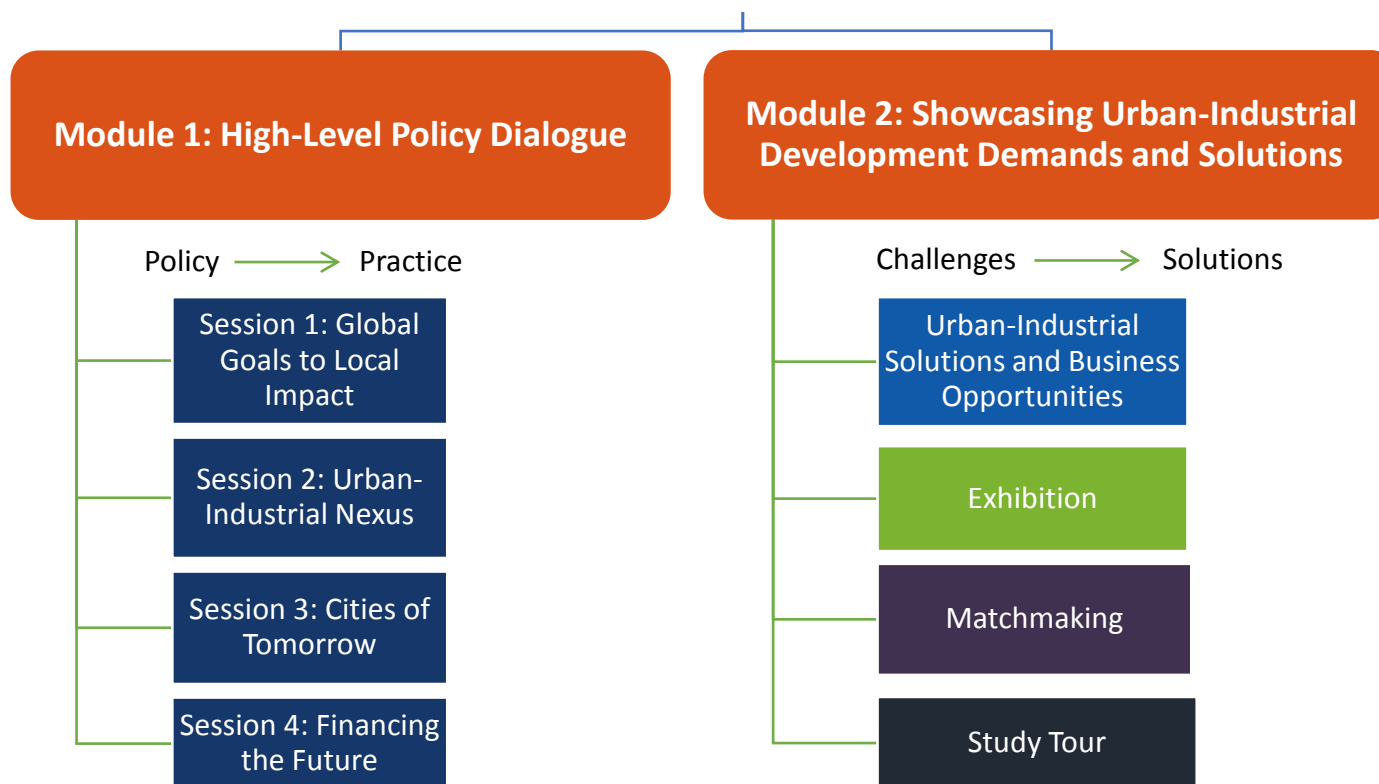 Module 1: High-Level Policy Dialogue
Policy
Practice
Session 1: Global
Goals to Local
Impact
Session 2: Urban-
Industrial Nexus
Session 3: Cities of
Tomorrow
Session 4: Financing
the Future
Module 2: Showcasing Urban-Industrial
Development Demands and Solutions
Challenges
Solutions
Urban-Industrial
Solutions and Business
Opportunities
Exhibition
Matchmaking
Study Tour